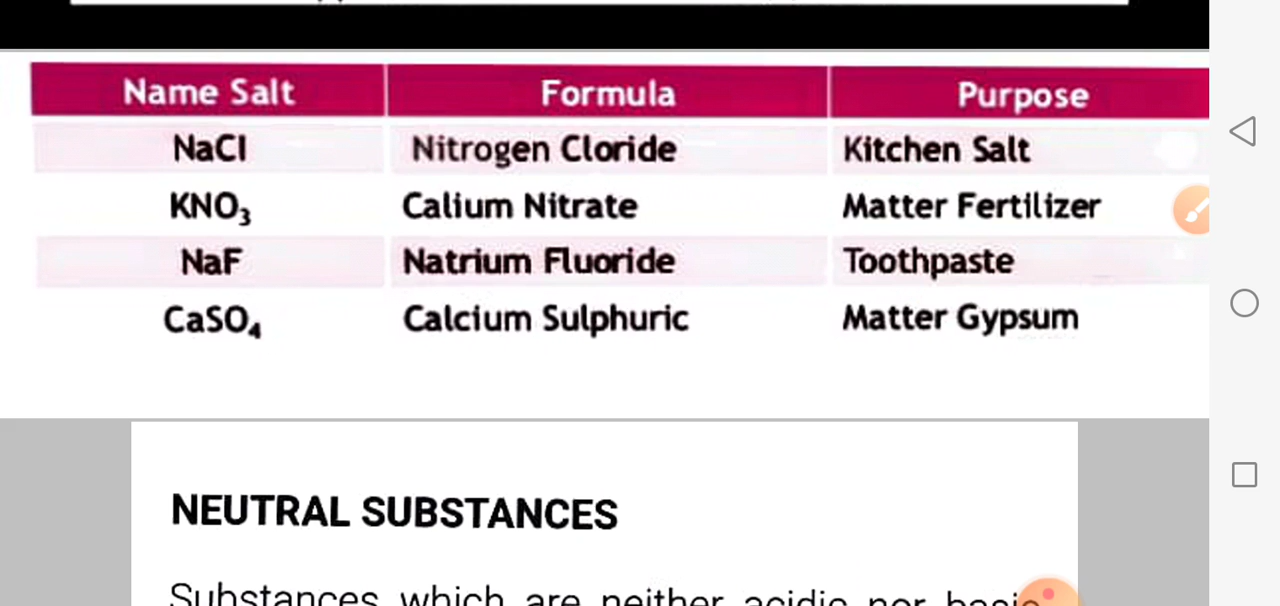 Name Salt Formula Purpose
NaCl Nitrogen Cloride Kitchen Salt
KNO₃ Calium Nitrate Matter Fertilizer
NaF Natrium Fluoride Toothpaste
CaSO₄ Calcium Sulphuric Matter Gypsum
NEUTRAL SUBSTANCES
Substances which are neither acidic nor basic